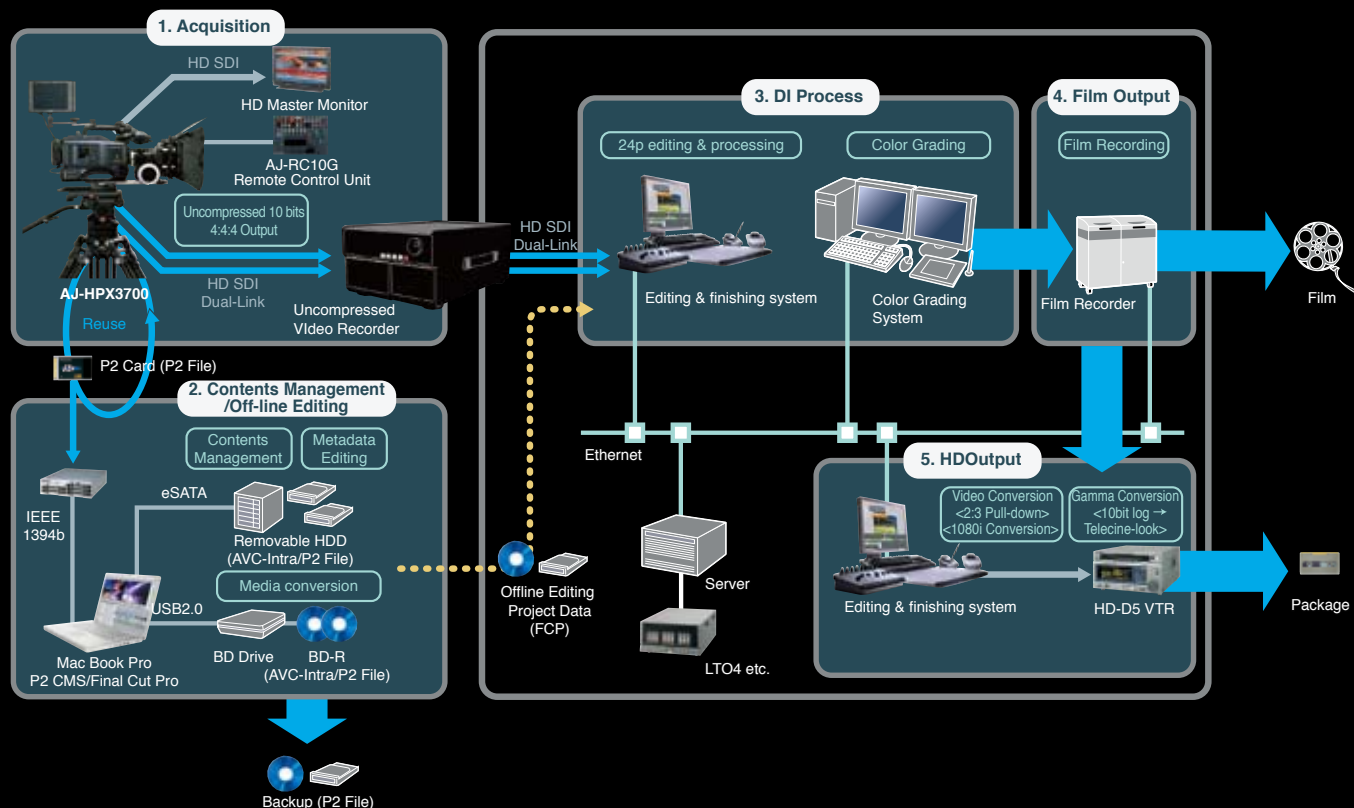 1. Acquisition
HD SDI
HD Master Monitor
AJ-RC10G
Remote Control Unit
Uncompressed 10 bits
4:4:4 Output
HD SDI
Dual-Link
AJ-HPX3700
Reuse
Uncompressed
VIdeo Recorder
P2 Card (P2 File)
HD SDI
Dual-Link
2. Contents Management
/Off-line Editing
Contents
Management
Metadata
Editing
eSATA
IEEE
1394b
Removable HDD
(AVC-Intra/P2 File)
Media conversion
USB2.0
BD Drive
BD-R
(AVC-Intra/P2 File)
Mac Book Pro
P2 CMS/Final Cut Pro
Backup (P2 File)
Offline Editing
Project Data
(FCP)
3. DI Process
24p editing & processing
Color Grading
Editing & finishing system
Color Grading
System
4. Film Output
Film Recording
Film Recorder
Film
Ethernet
Server
LTO4 etc.
5. HDOutput
Video Conversion
<2:3 Pull-down>
<1080i Conversion>
Gamma Conversion
<10bit log →
Telecine-look>
Editing & finishing system
HD-D5 VTR
Package